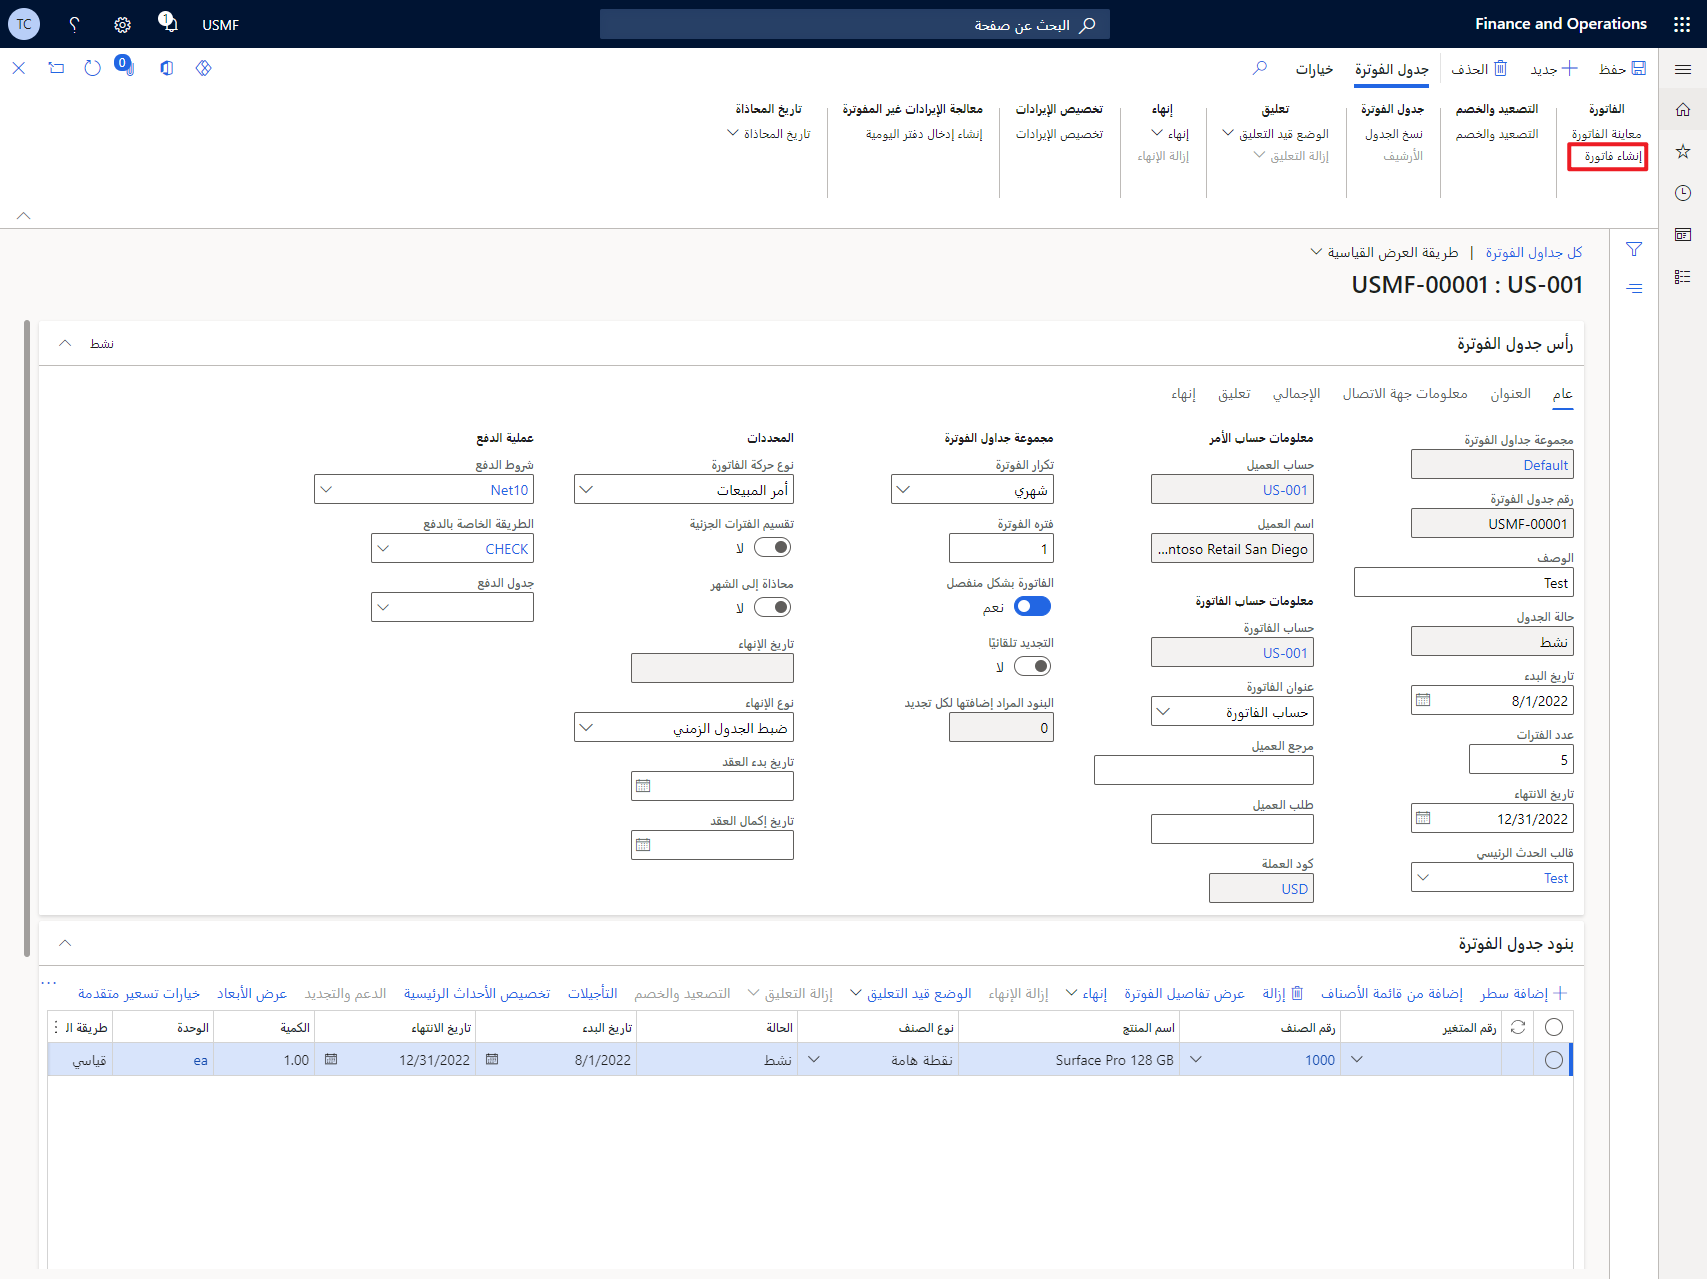 Finance and Operations
البحث عن صفحة
USMF
1
TC
حفظ
جديد
الحذف
جدول الفوترة
خيارات
0
الفاتورة
معاينة الفاتورة
إنشاء فاتورة
التصعيد والخصم
التصعيد والخصم
جدول الفوترة
نسخ الجدول
الأرشيف
تعليق
الوضع قيد التعليق
إزالة التعليق
إنهاء
إنهاء
إزالة الإنهاء
تخصيص الإيرادات
تخصيص الإيرادات
معالجة الإيرادات غير المفوترة
إنشاء إدخال دفتر اليومية
تاريخ المحاذاة
تاريخ المحاذاة
كل جداول الفوترة | طريقة العرض القياسية
USMF-00001 : US-001
رأس جدول الفوترة
نشط
عام
العنوان
معلومات جهة الاتصال
الإجمالي
تعليق
إنهاء
مجموعة جداول الفوترة
Default
رقم جدول الفوترة
USMF-00001
الوصف
Test
حالة الجدول
نشط
تاريخ البدء
8/1/2022
عدد الفترات
5
تاريخ الانتهاء
12/31/2022
قالب الحدث الرئيسي
Test
معلومات حساب الأمر
حساب العميل
US-001
اسم العميل
...ntoso Retail San Diego
معلومات حساب الفاتورة
حساب الفاتورة
US-001
عنوان الفاتورة
حساب الفاتورة
مرجع العميل
طلب العميل
كود العملة
USD
مجموعة جداول الفوترة
تكرار الفوترة
شهري
فتره الفوترة
1
الفاتورة بشكل منفصل
نعم
التجديد تلقائيًا
لا
البنود المراد إضافتها لكل تجديد
0
المحددات
نوع حركة الفاتورة
أمر المبيعات
تقسيم الفترات الجزئية
لا
محاذاة إلى الشهر
لا
تاريخ الإنهاء
نوع الإنهاء
ضبط الجدول الزمني
تاريخ بدء العقد
تاريخ إكمال العقد
عملية الدفع
شروط الدفع
Net10
الطريقة الخاصة بالدفع
CHECK
جدول الدفع
بنود جدول الفوترة
إضافة سطر
إضافة من قائمة الأصناف
إزالة
عرض تفاصيل الفوترة
إنهاء
إزالة الإنهاء
الوضع قيد التعليق
إزالة التعليق
التصعيد والخصم
التأجيلات
تخصيص الأحداث الرئيسية
الدعم والتجديد
عرض الأبعاد
خيارات تسعير متقدمة
...
رقم المتغير
رقم الصنف
اسم المنتج
نوع الصنف
الحالة
تاريخ البدء
تاريخ الانتهاء
الكمية
الوحدة
طريقة ال
1000
Surface Pro 128 GB
نقطة هامة
نشط
8/1/2022
12/31/2022
1.00
ea
قياسي